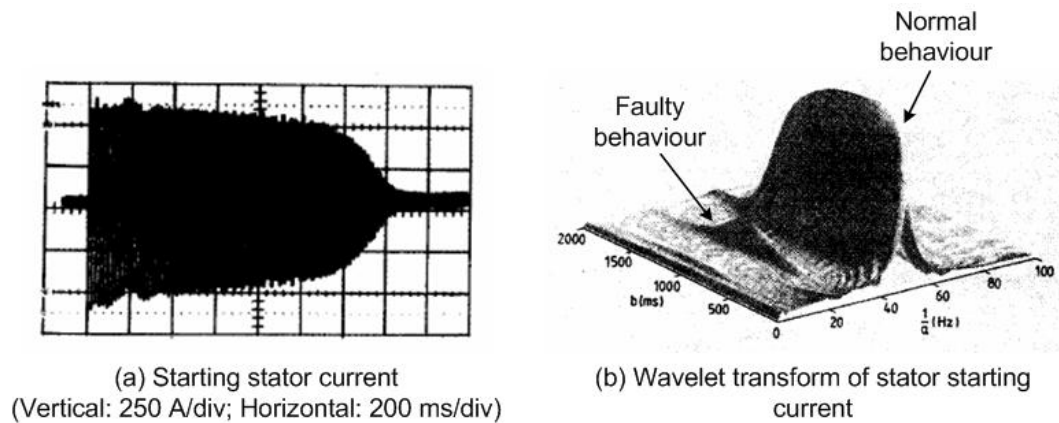 Normal
behaviour
Faulty
behaviour
2000
1500
1000
500
0
b (ms)
20
40
60
80
100
1/a (Hz)
(a) Starting stator current
(Vertical: 250 A/div; Horizontal: 200 ms/div)
(b) Wavelet transform of stator starting
current